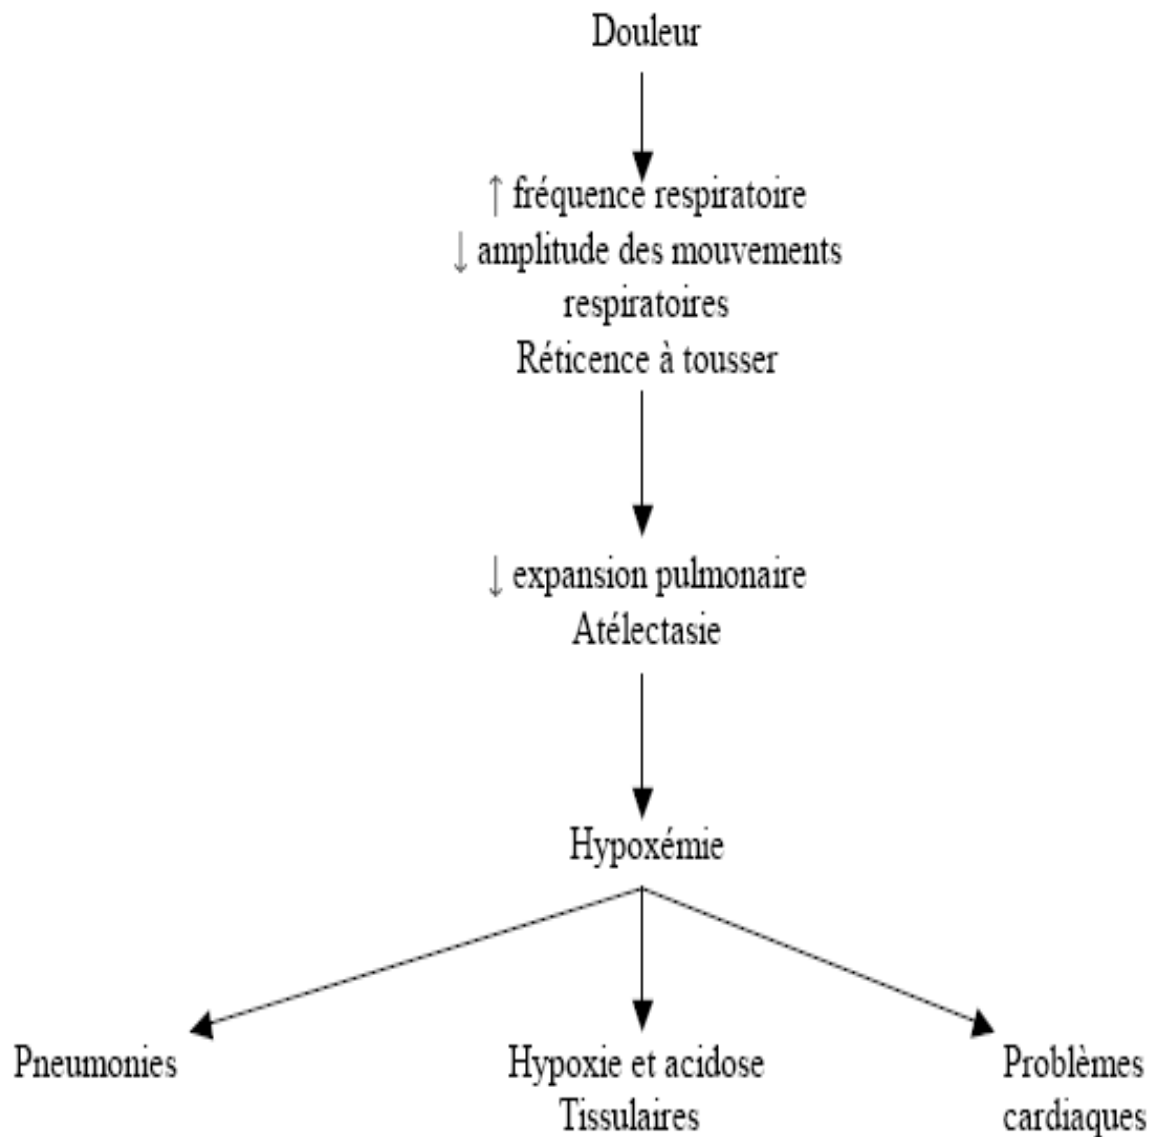 Douleur
↑ fréquence respiratoire
↓ amplitude des mouvements
respiratoires
Réticence à tousser
↓ expansion pulmonaire
Atélectasie
Hypoxémie
Pneumonies
Hypoxie et acidose
Tissulaires
Problèmes
cardiaques